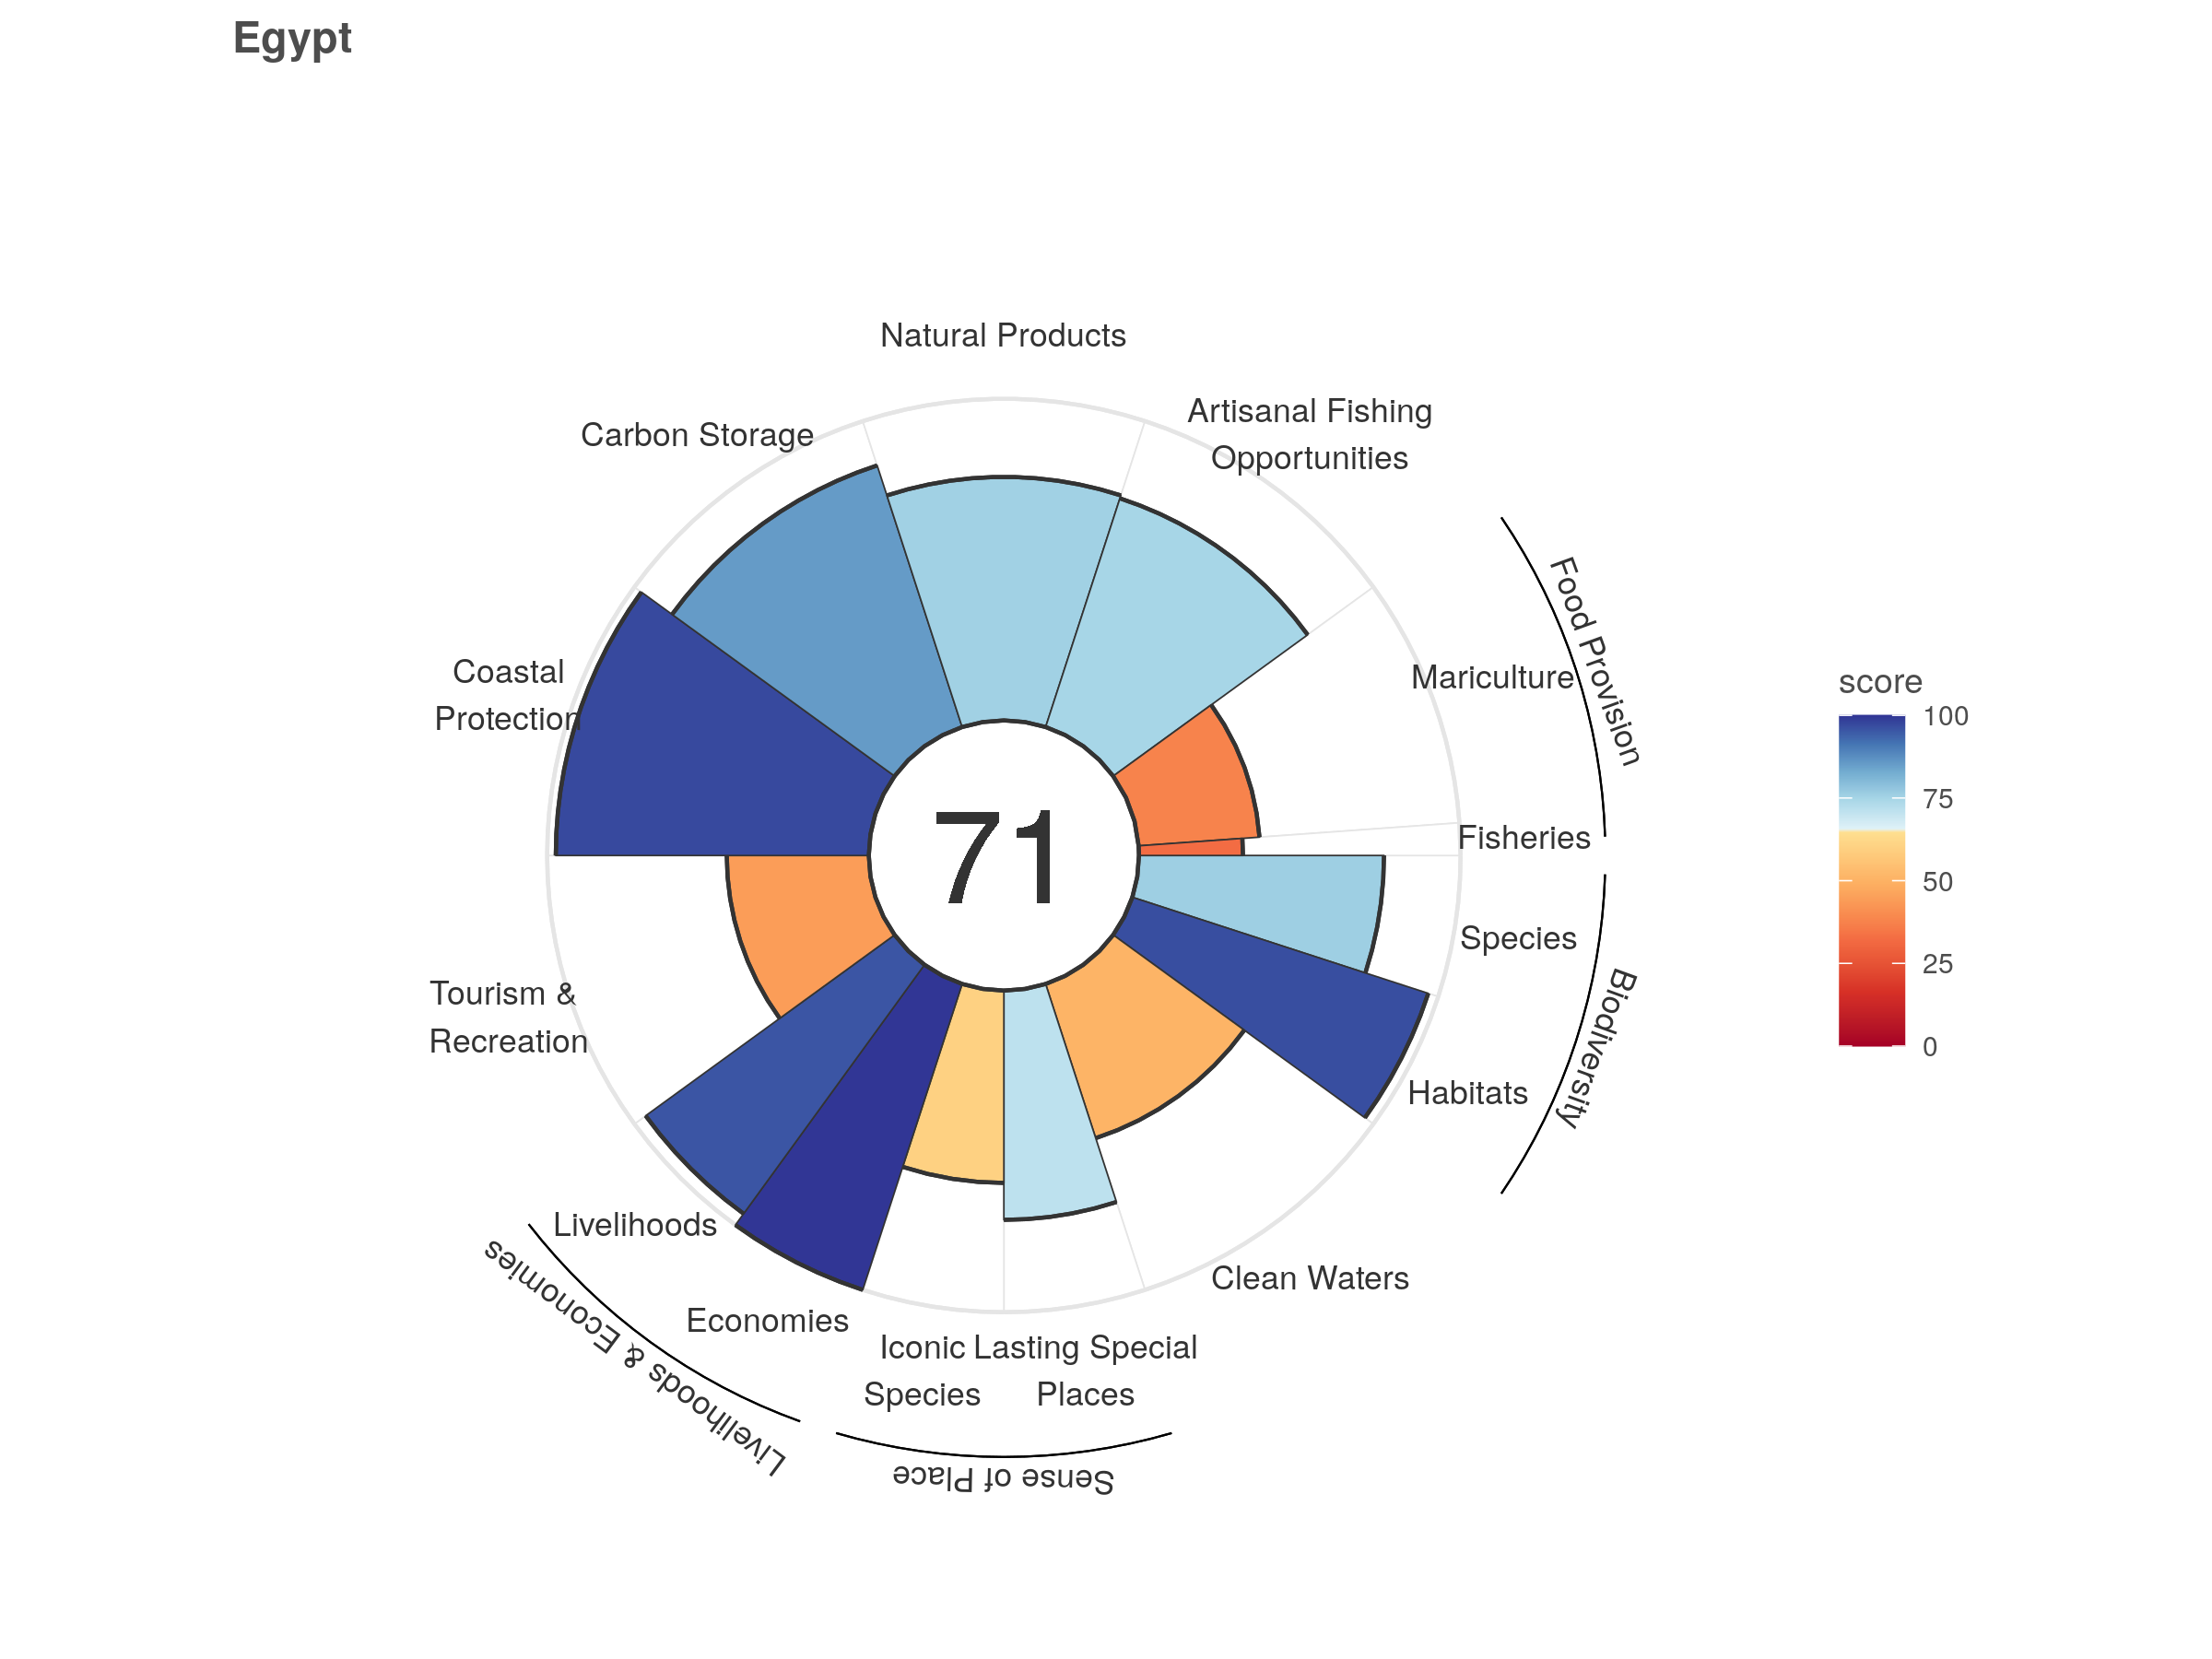 Egypt
Natural Products
Artisanal Fishing
Opportunities
Carbon Storage
Food Provision
Mariculture
Coastal
Protection
Fisheries
71
Species
Biodiversity
Habitats
Tourism &
Recreation
Livelihoods
Livelihoods & Economies
Economies
Clean Waters
Iconic
Species
Lasting Special
Places
Sense of Place
score
100
75
50
25
0